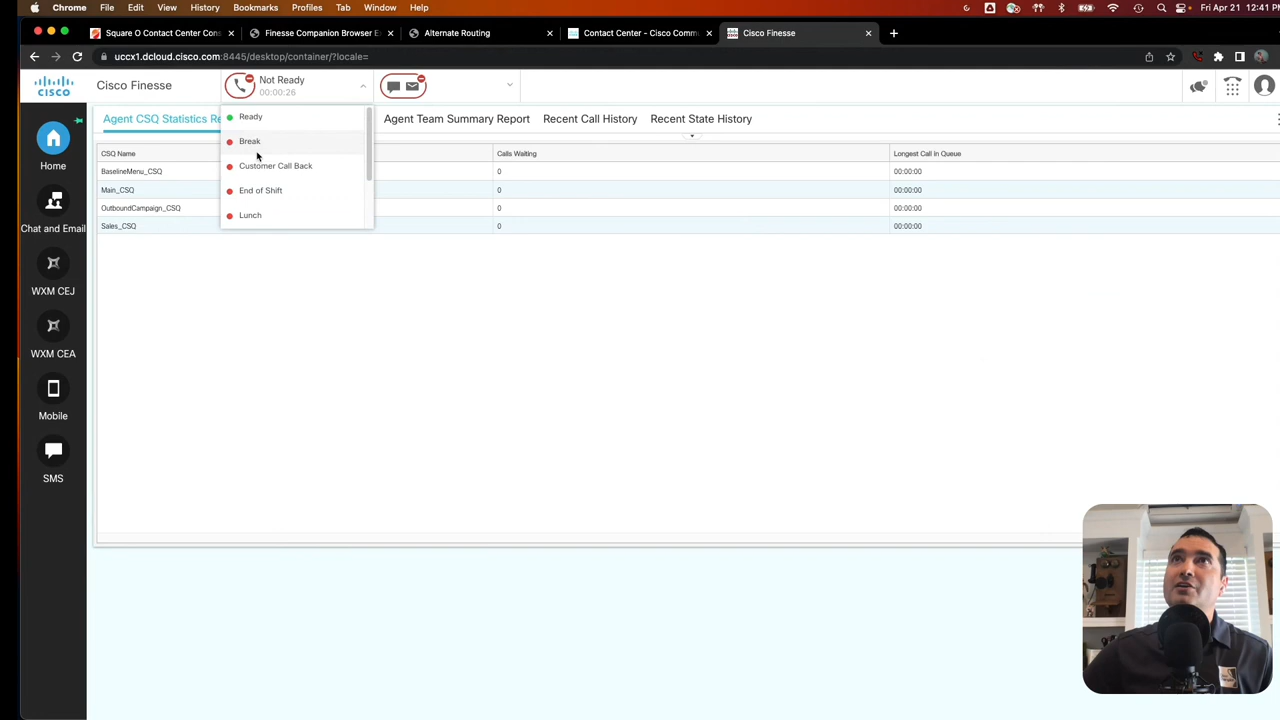 Chrome File Edit View History Bookmarks Profiles Tab Window Help
Fri Apr 21 12:41
Square O Contact Center Con
Finesse Companion Browser E
Alternate Routing
Contact Center - Cisco Comm
Cisco Finesse
uccx1.dcloud.cisco.com:8445/desktop/container/?locale=
CISCO
Cisco Finesse
Not Ready
00:00:26
Ready
Break
Customer Call Back
End of Shift
Lunch
Agent CSQ Statistics Re
Agent Team Summary Report
Recent Call History
Recent State History
CSQ Name
Calls Waiting
Longest Call in Queue
BaselineMenu_CSQ 0 00:00:00
Main_CSQ 0 00:00:00
OutboundCampaign_CSQ 0 00:00:00
Sales_CSQ 0 00:00:00
Home
Chat and Email
WXM CEJ
WXM CEA
Mobile
SMS